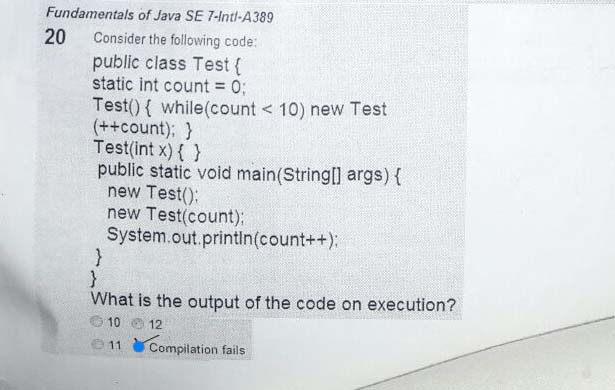 Fundamentals of Java SE 7-Intl-A389
20 Consider the following code:
public class Test {
static int count = 0;
Test() { while(count < 10) new Test
(++count); }
Test(int x) { }
public static void main(String[] args) {
new Test();
new Test(count);
System.out.println(count++);
}
}
What is the output of the code on execution?
10 12
11 Compilation fails